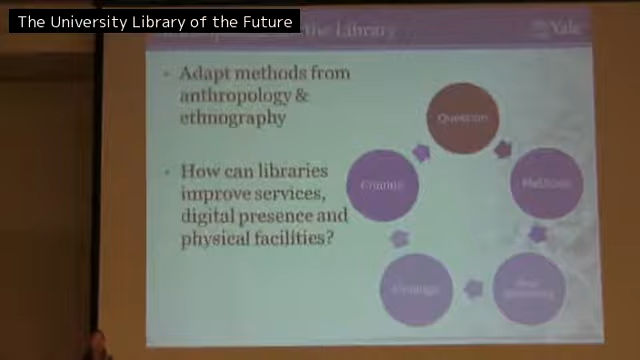 The University Library of the Future
the Library
Yale
• Adapt methods from
anthropology &
ethnography
• How can libraries
improve services,
digital presence and
physical facilities?
Question
Methods
Findings